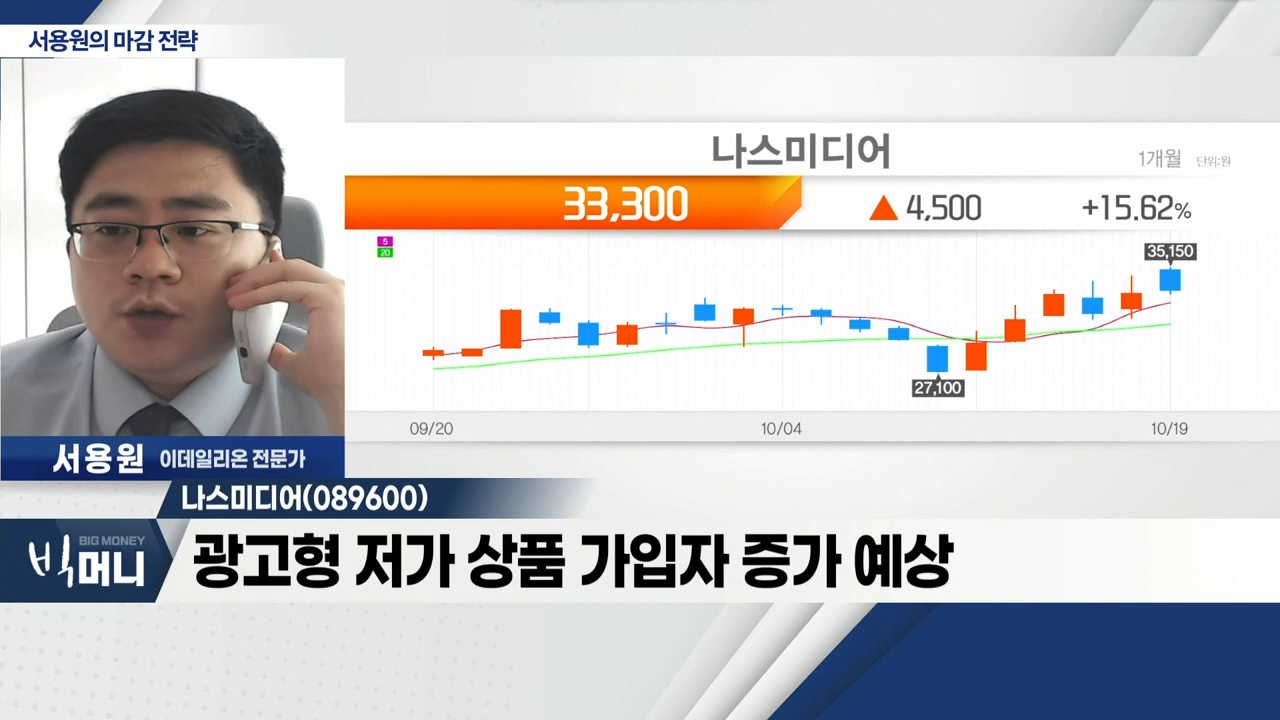 서용원의 마감 전략
나스미디어
1개월 단위:원
33,300 ▲ 4,500 +15.62%
5
20
35,150
27,100
09/20 10/04 10/19
서용원 이데일리온 전문가
나스미디어(089600)
BIG MONEY
빅머니
광고형 저가 상품 가입자 증가 예상